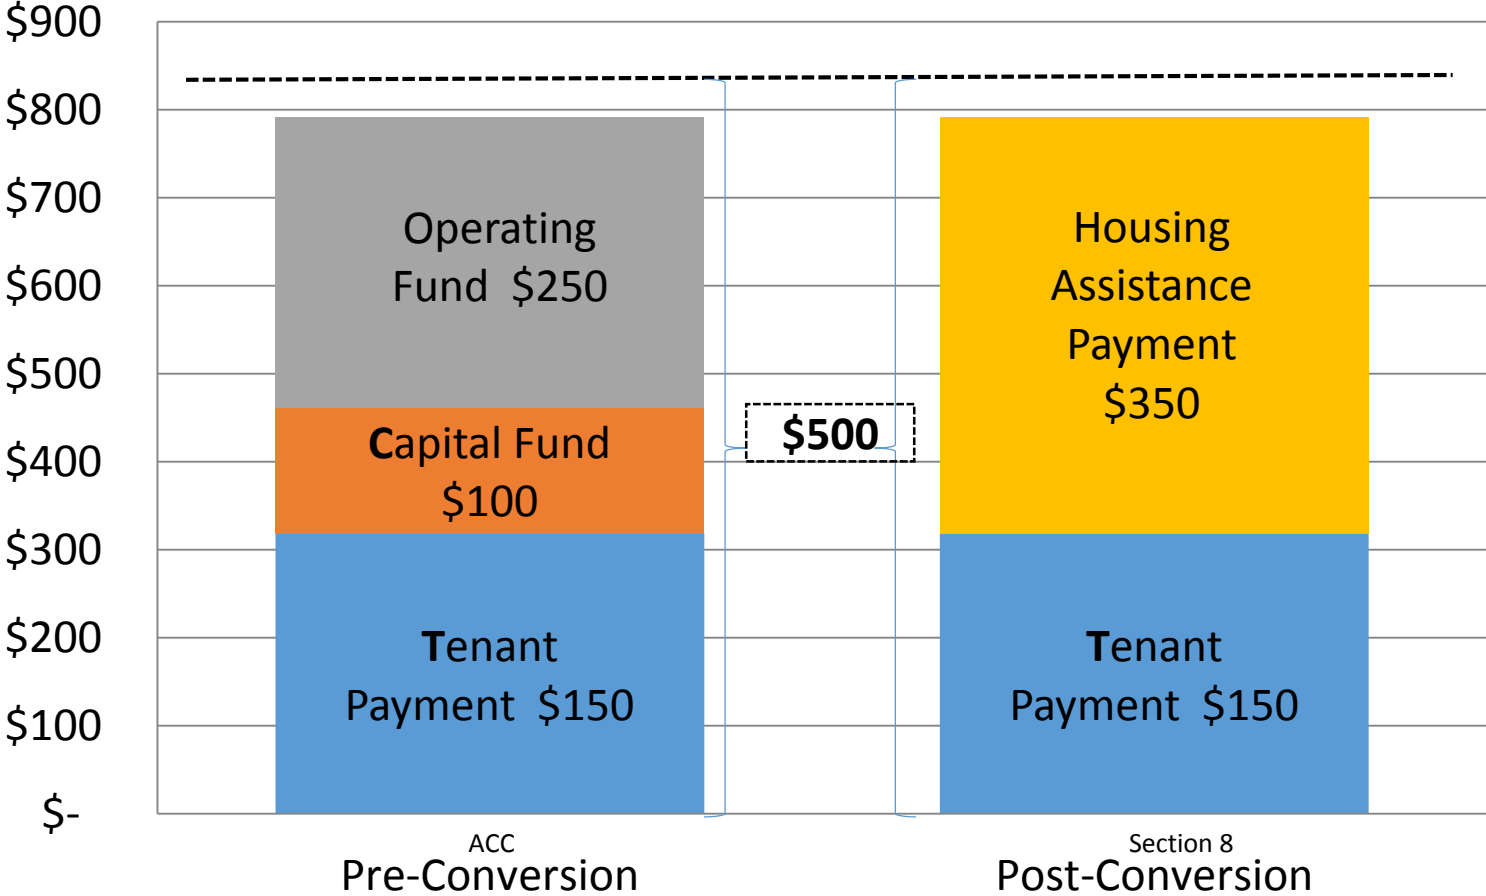 $900
$800
$700
$600
$500
$400
$300
$200
$100
$-
Operating
Fund $250
Capital Fund
$100
Tenant
Payment $150
$500
Housing
Assistance
Payment
$350
Tenant
Payment $150
ACC
Pre-Conversion
Section 8
Post-Conversion